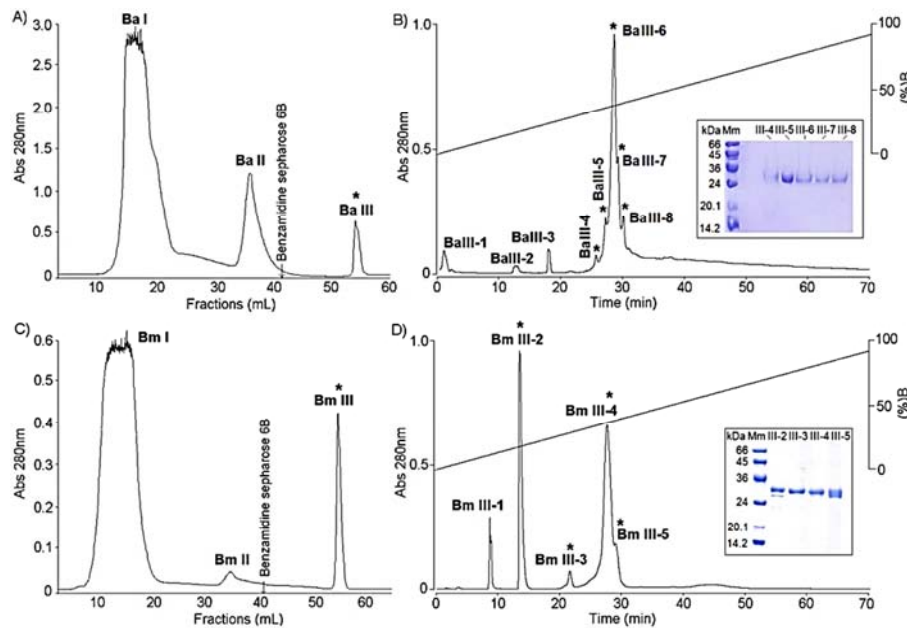 A)
Ba I
3.0
2.5
2.0
1.5
1.0
0.5
0
Abs 280nm
Ba II
Benzamidine sepharose 6B
*
Ba III
10 20 30 40 50 60
Fractions (mL)
B)
1.0
0.5
0
Abs 280nm
*
BaIII-6
*
BaIII-7
BaIII-5
*
*
BaIII-8
BaIII-4
*
BaIII-3
BaIII-1
BaIII-2
0 10 20 30 40 50 60 70
Time (min)
100
50
0
(%)B
kDa Mm III-4 III-5 III-6 III-7 III-8
66
45
36
24
20.1
14.2
C)
Bm I
0.6
0.5
0.4
0.3
0.2
0.1
0
Abs 280nm
Bm II
Benzamidine sepharose 6B
*
Bm III
10 20 30 40 50 60
Fractions (mL)
D)
1.0
0.5
0
Abs 280nm
*
Bm III-2
*
Bm III-4
Bm III-1
*
Bm III-3
*
Bm III-5
0 10 20 30 40 50 60 70
Time (min)
100
50
0
(%)B
kDa Mm III-2 III-3 III-4 III-5
66
45
36
24
20.1
14.2